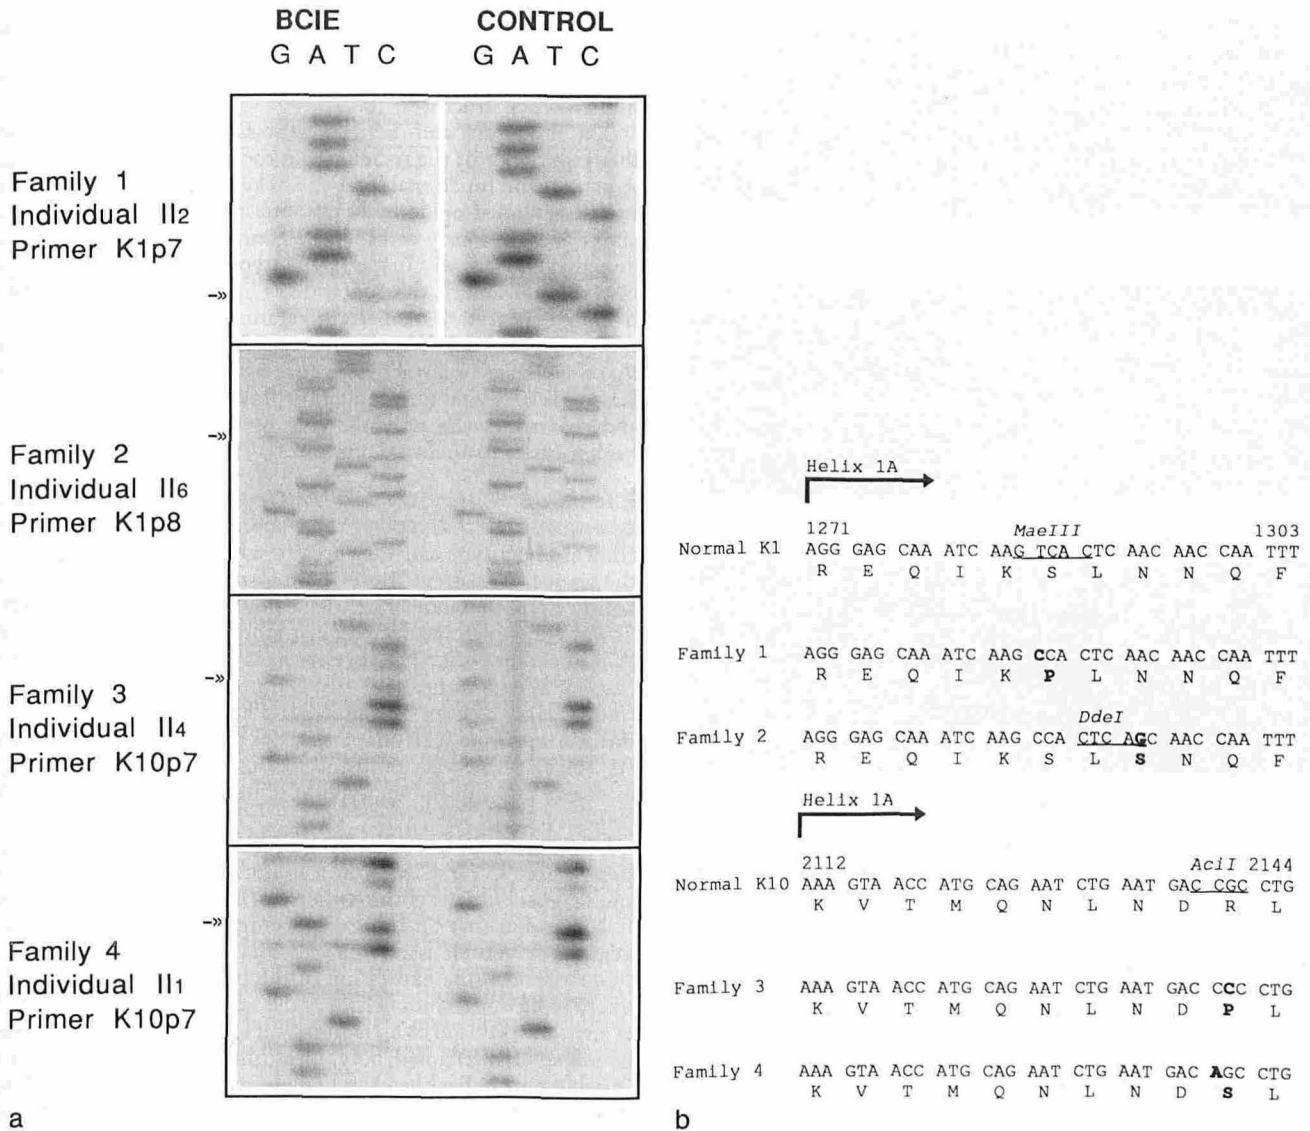 BCIE CONTROL
G A T C G A T C
Family 1
Individual II2
Primer K1p7
Family 2
Individual II6
Primer K1p8
Family 3
Individual II4
Primer K10p7
Family 4
Individual II1
Primer K10p7
a
Helix 1A
1271 MaeIII 1303
Normal K1 AGG GAG CAA ATC AAG TCAC TC AAC AAC CAA TTT
R E Q I K S L N N Q F
Family 1 AGG GAG CAA ATC AAG CCA CTC AAC AAC CAA TTT
R E Q I K P L N N Q F
DdeI
Family 2 AGG GAG CAA ATC AAG CCA CTC AGC AAC CAA TTT
R E Q I K S L S N Q F
Helix 1A
2112 AciI 2144
Normal K10 AAA GTA ACC ATG CAG AAT CTG AAT GAC CGC CTG
K V T M Q N L N D R L
Family 3 AAA GTA ACC ATG CAG AAT CTG AAT GAC CCC CTG
K V T M Q N L N D P L
Family 4 AAA GTA ACC ATG CAG AAT CTG AAT GAC AGC CTG
K V T M Q N L N D S L
b